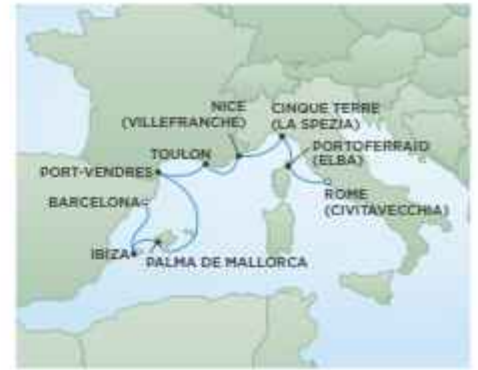 NICE
(VILLEFRANCHE)
CINQUE TERRE
(LA SPEZIA)
TOULON
PORTOFERRAIO
(ELBA)
PORT-VENDRES
BARCELONA
ROME
(CIVITAVECCHIA)
IBIZA
PALMA DE MALLORCA